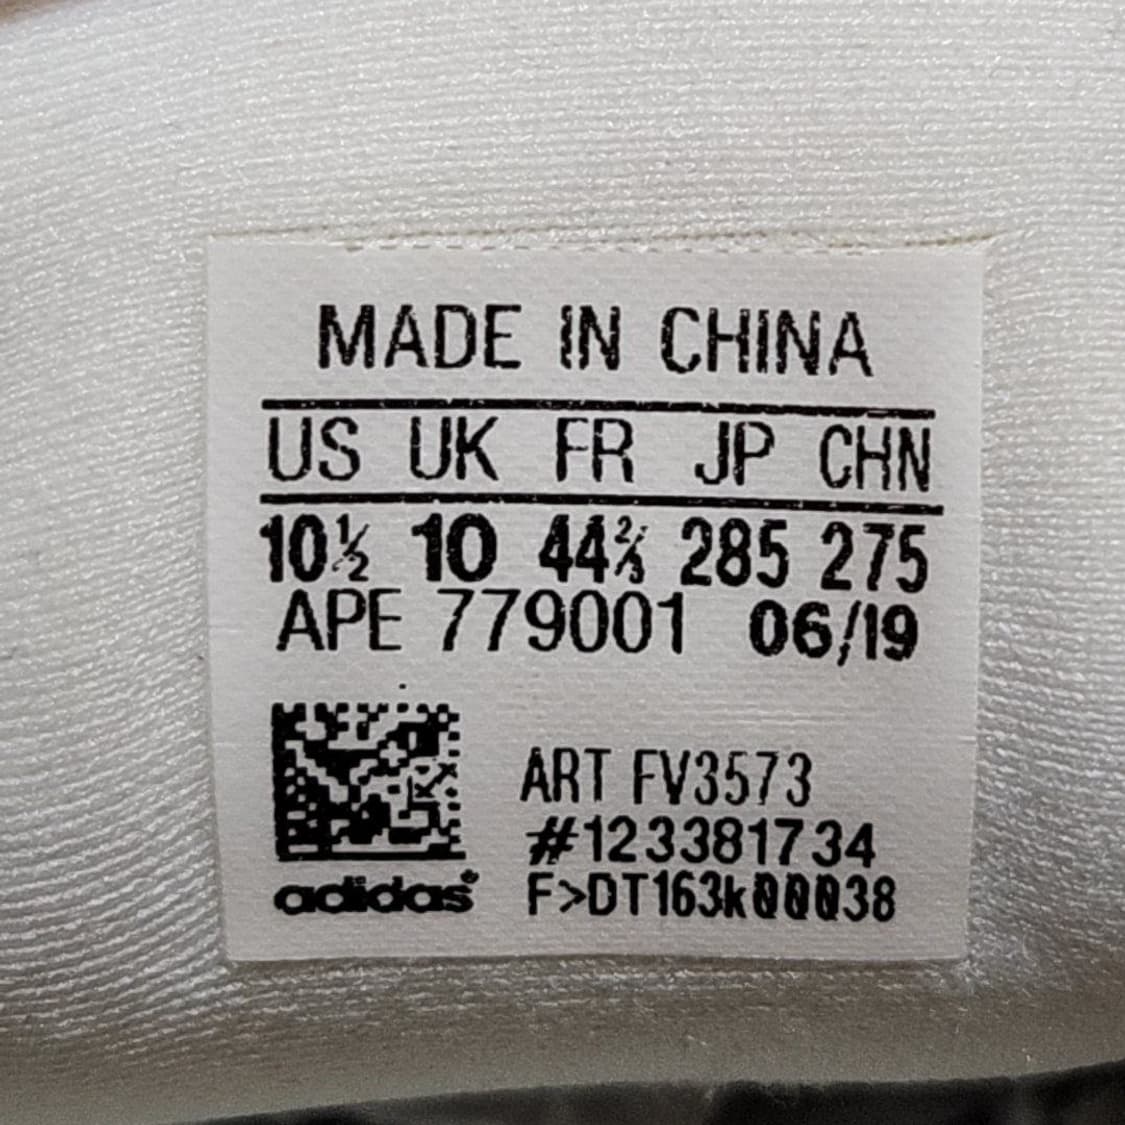 MADE IN CHINA
US UK FR JP CHN
10½ 10 44⅔ 285 275
APE 779001 06/19
ART FV3573
#123381734
adidas F>DT163k00038